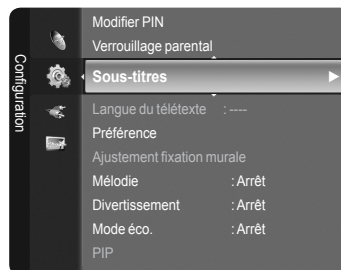 Configuration
Modifier PIN
Verrouillage parental
Sous-titres
Langue du télétexte : ----
Préférence
Ajustement fixation murale
Mélodie : Arrêt
Divertissement : Arrêt
Mode éco. : Arrêt
PIP